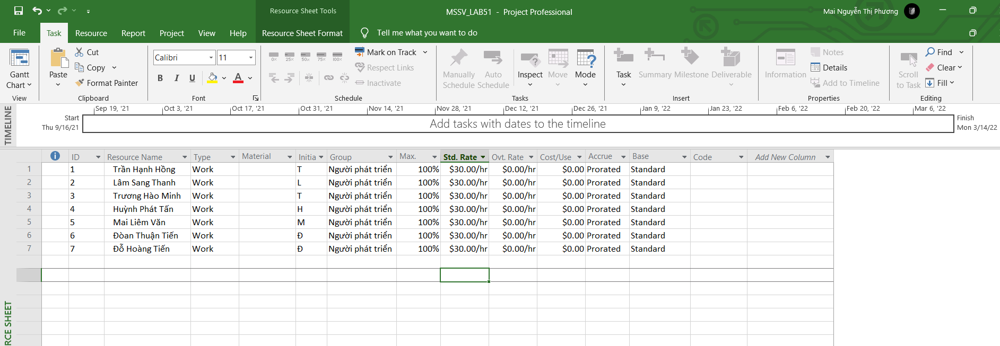 Resource Sheet Tools
MSSV_LAB51 - Project Professional
Mai Nguyễn Thị Phương
File Task Resource Report Project View Help Resource Sheet Format Tell me what you want to do
Gantt Chart
View
Paste
Cut
Copy
Format Painter
Clipboard
Calibri 11
B I U A
Font
0% 25% 50% 75% 100%
Mark on Track
Respect Links
Inactivate
Schedule
Manually Schedule
Auto Schedule
Inspect
Move
Mode
Tasks
Task
Summary
Milestone
Deliverable
Insert
Information
Notes
Details
Add to Timeline
Properties
Scroll to Task
Find
Clear
Fill
Editing
TIMELINE
Sep 19, '21 Oct 3, '21 Oct 17, '21 Oct 31, '21 Nov 14, '21 Nov 28, '21 Dec 12, '21 Dec 26, '21 Jan 9, '22 Jan 23, '22 Feb 6, '22 Feb 20, '22 Mar 6, '22
Start
Thu 9/16/21
Add tasks with dates to the timeline
Finish
Mon 3/14/22
ID Resource Name Type Material Initia Group Max. Std. Rate Ovt. Rate Cost/Use Accrue Base Code Add New Column
1 1 Trần Hạnh Hồng Work T Người phát triển 100% $30.00/hr $0.00/hr $0.00 Prorated Standard
2 2 Lâm Sang Thanh Work L Người phát triển 100% $30.00/hr $0.00/hr $0.00 Prorated Standard
3 3 Trương Hào Minh Work T Người phát triển 100% $30.00/hr $0.00/hr $0.00 Prorated Standard
4 4 Huỳnh Phát Tấn Work H Người phát triển 100% $30.00/hr $0.00/hr $0.00 Prorated Standard
5 5 Mai Liêm Văn Work M Người phát triển 100% $30.00/hr $0.00/hr $0.00 Prorated Standard
6 6 Đòan Thuận Tiến Work Đ Người phát triển 100% $30.00/hr $0.00/hr $0.00 Prorated Standard
7 7 Đỗ Hoàng Tiến Work Đ Người phát triển 100% $30.00/hr $0.00/hr $0.00 Prorated Standard
RCE SHEET